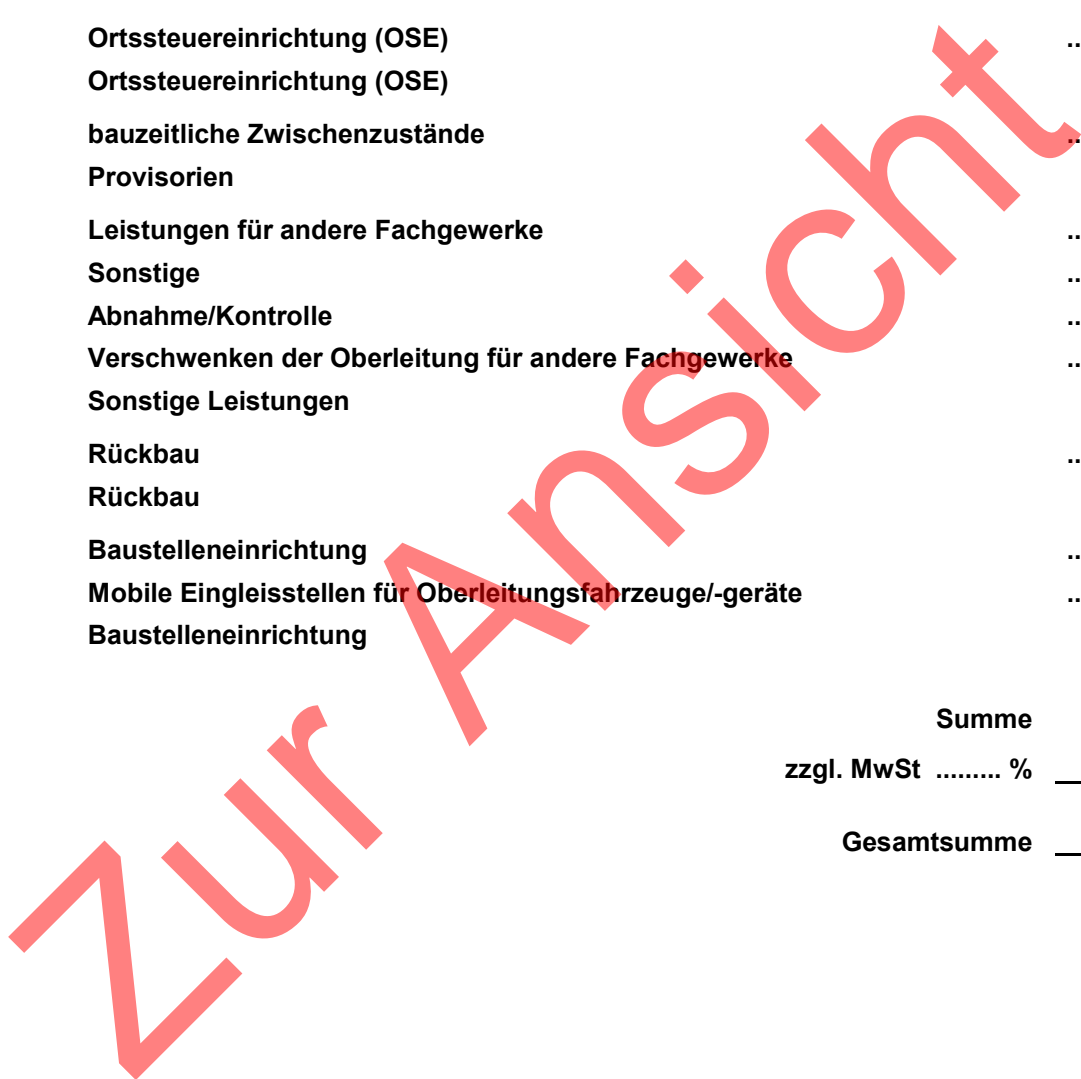 Ortssteuereinrichtung (OSE) ..
Ortssteuereinrichtung (OSE)
bauzeitliche Zwischenzustände ..
Provisorien
Leistungen für andere Fachgewerke ..
Sonstige ..
Abnahme/Kontrolle ..
Verschwenken der Oberleitung für andere Fachgewerke ..
Sonstige Leistungen
Rückbau ..
Rückbau
Baustelleneinrichtung ..
Mobile Eingleisstellen für Oberleitungsfahrzeuge/-geräte ..
Baustelleneinrichtung
Summe
zzgl. MwSt ......... % _
Gesamtsumme _
Zur Ansicht